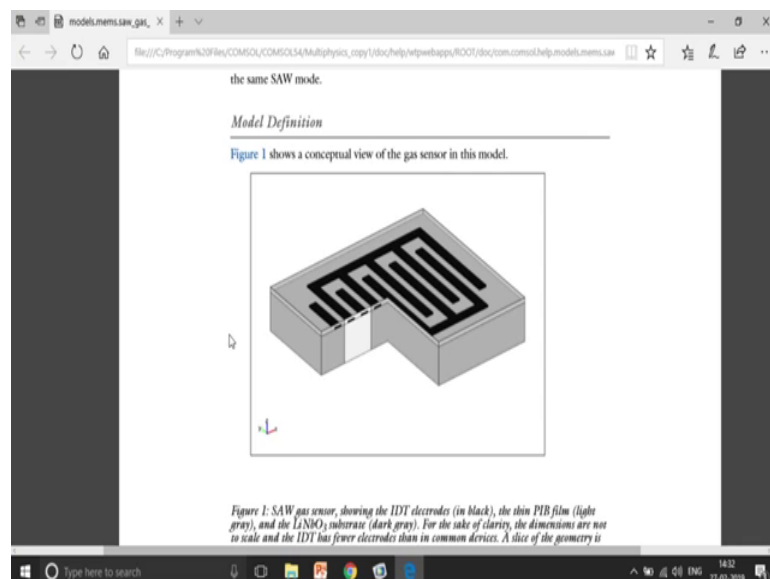 models.mems.saw_gas_
file:///C:/Program%20Files/COMSOL/COMSOL54/Multiphysics_copy1/doc/help/wtpwebapps/ROOT/doc/com.comsol.help.models.mems.saw
the same SAW mode.
Model Definition
Figure 1 shows a conceptual view of the gas sensor in this model.
Figure 1: SAW gas sensor, showing the IDT electrodes (in black), the thin PIB film (light
gray), and the LiNbO3 substrate (dark gray). For the sake of clarity, the dimensions are not
to scale and the IDT has fewer electrodes than in common devices. A slice of the geometry is
Type here to search
ENG
14:32